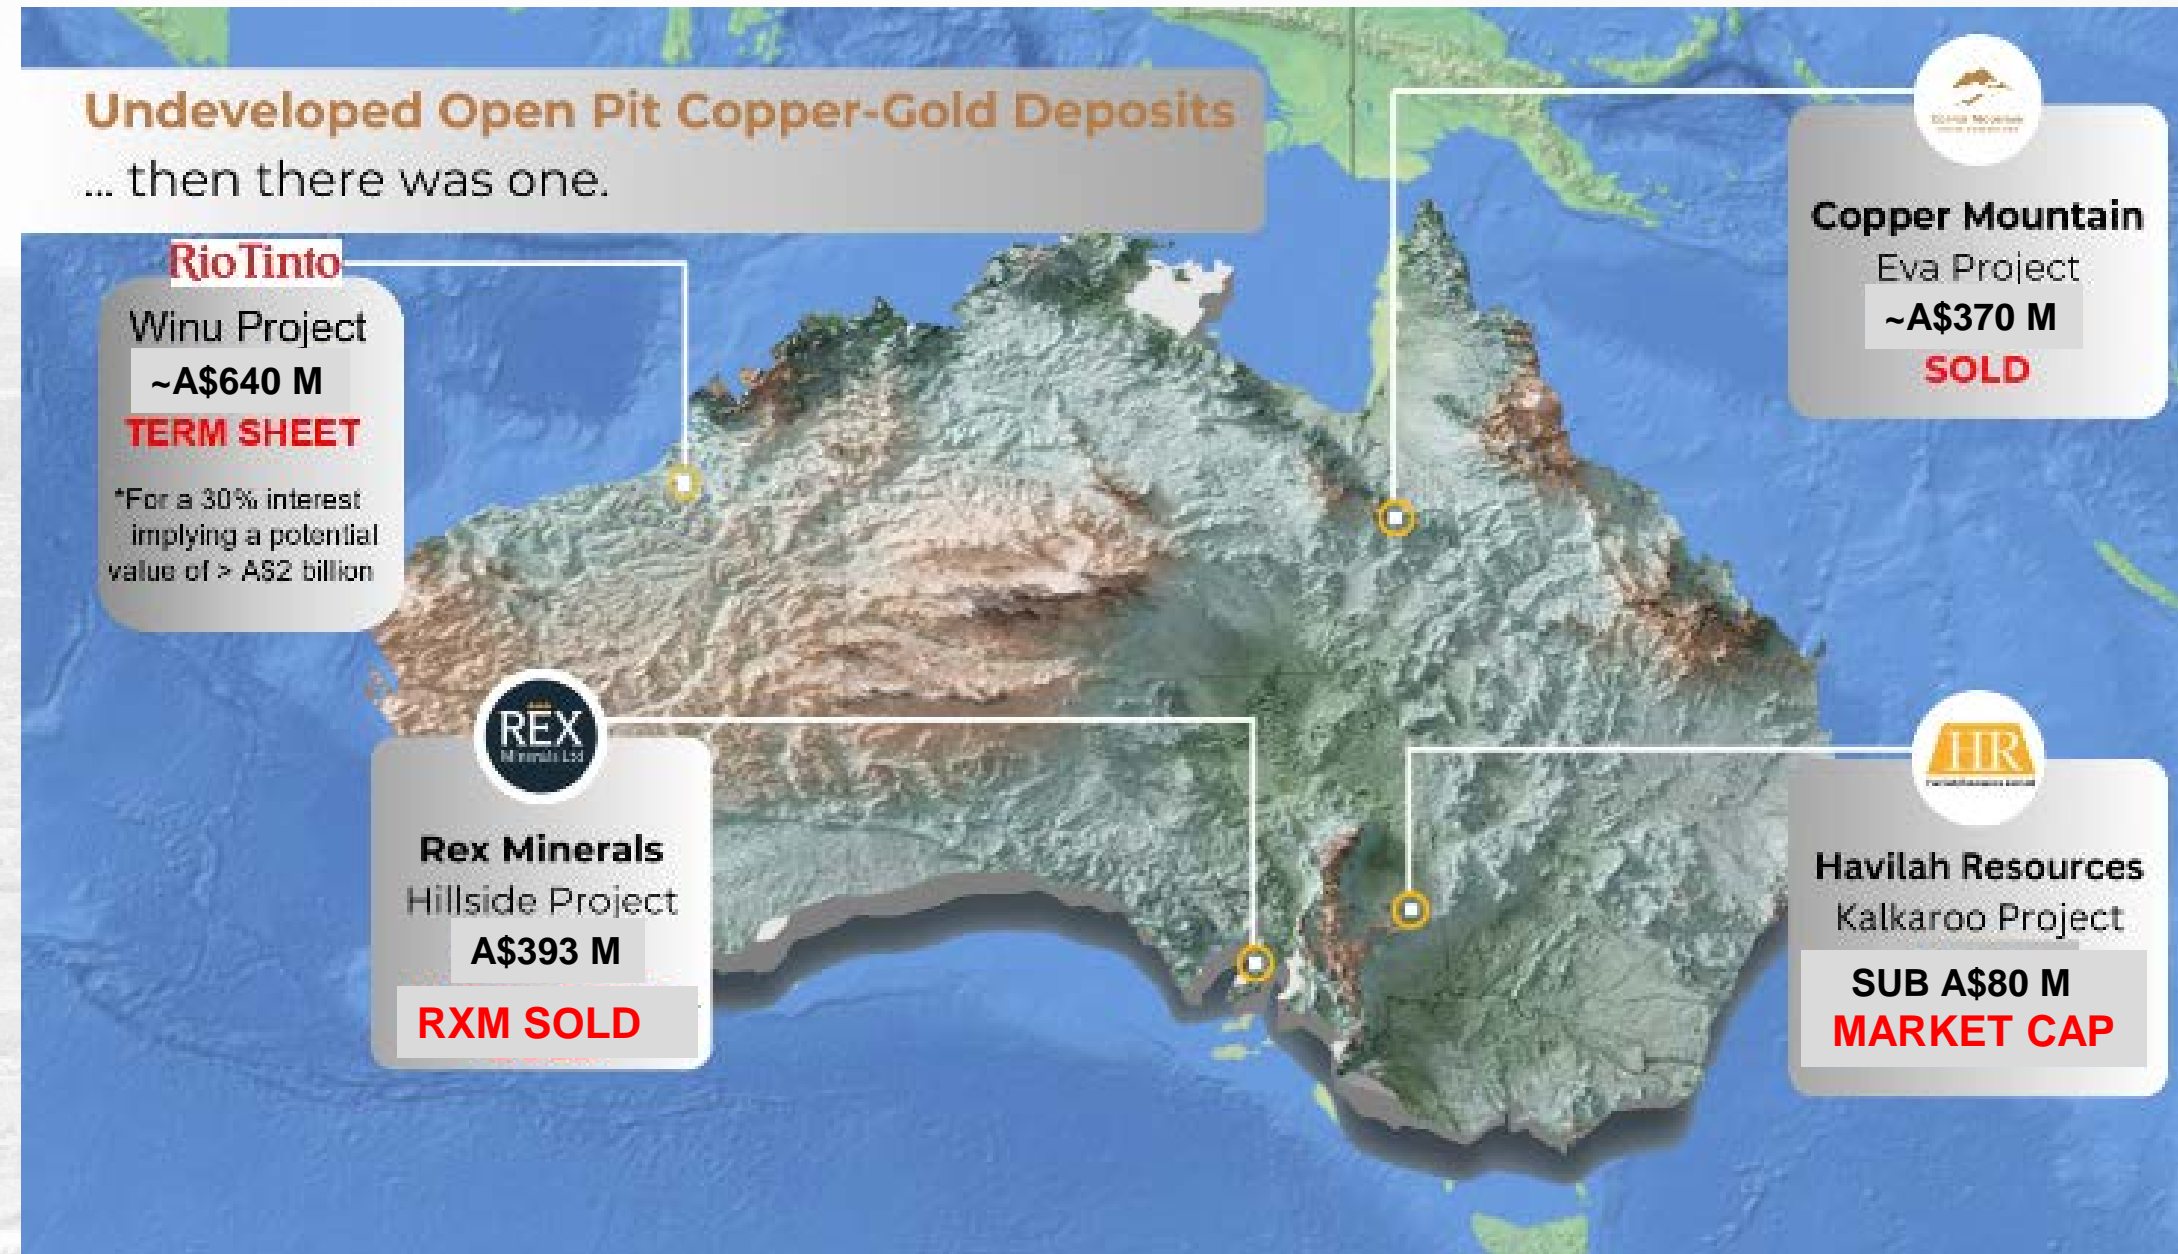 Undeveloped Open Pit Copper-Gold Deposits
... then there was one.
RioTinto
Winu Project
~A$640 M
TERM SHEET
*For a 30% interest
implying a potential
value of > A$2 billion
Copper Mountain
Eva Project
~A$370 M
SOLD
REX
Minerals Ltd
Rex Minerals
Hillside Project
A$393 M
RXM SOLD
HR
Havilah Resources
Kalkaroo Project
SUB A$80 M
MARKET CAP